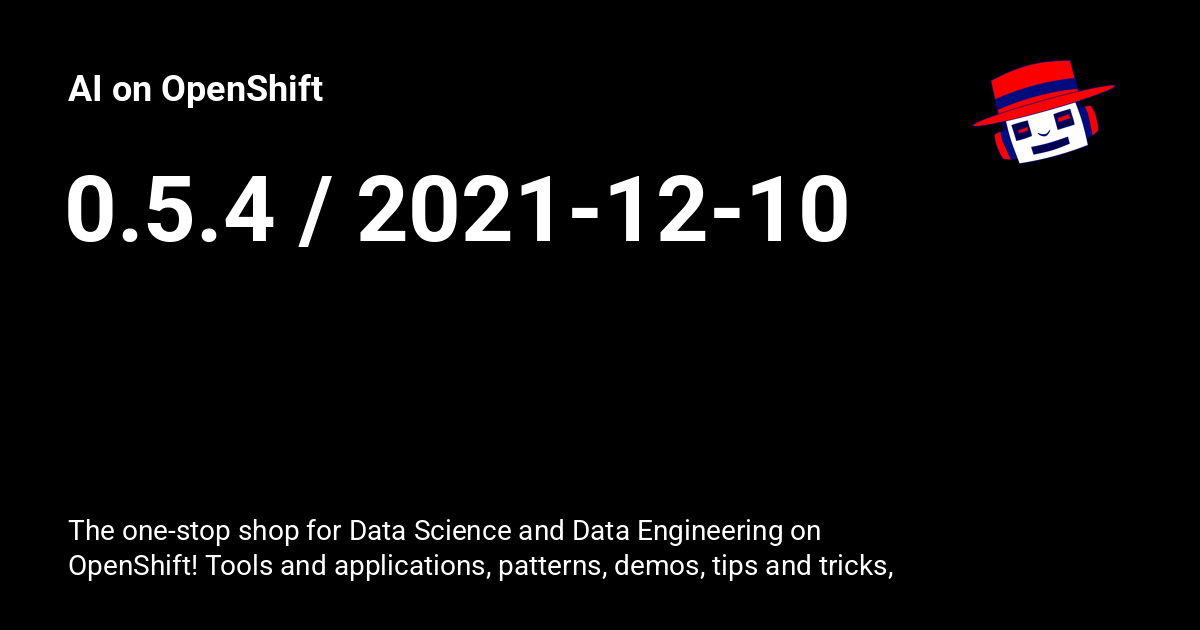 AI on OpenShift
0.5.4 / 2021-12-10
The one-stop shop for Data Science and Data Engineering on
OpenShift! Tools and applications, patterns, demos, tips and tricks,